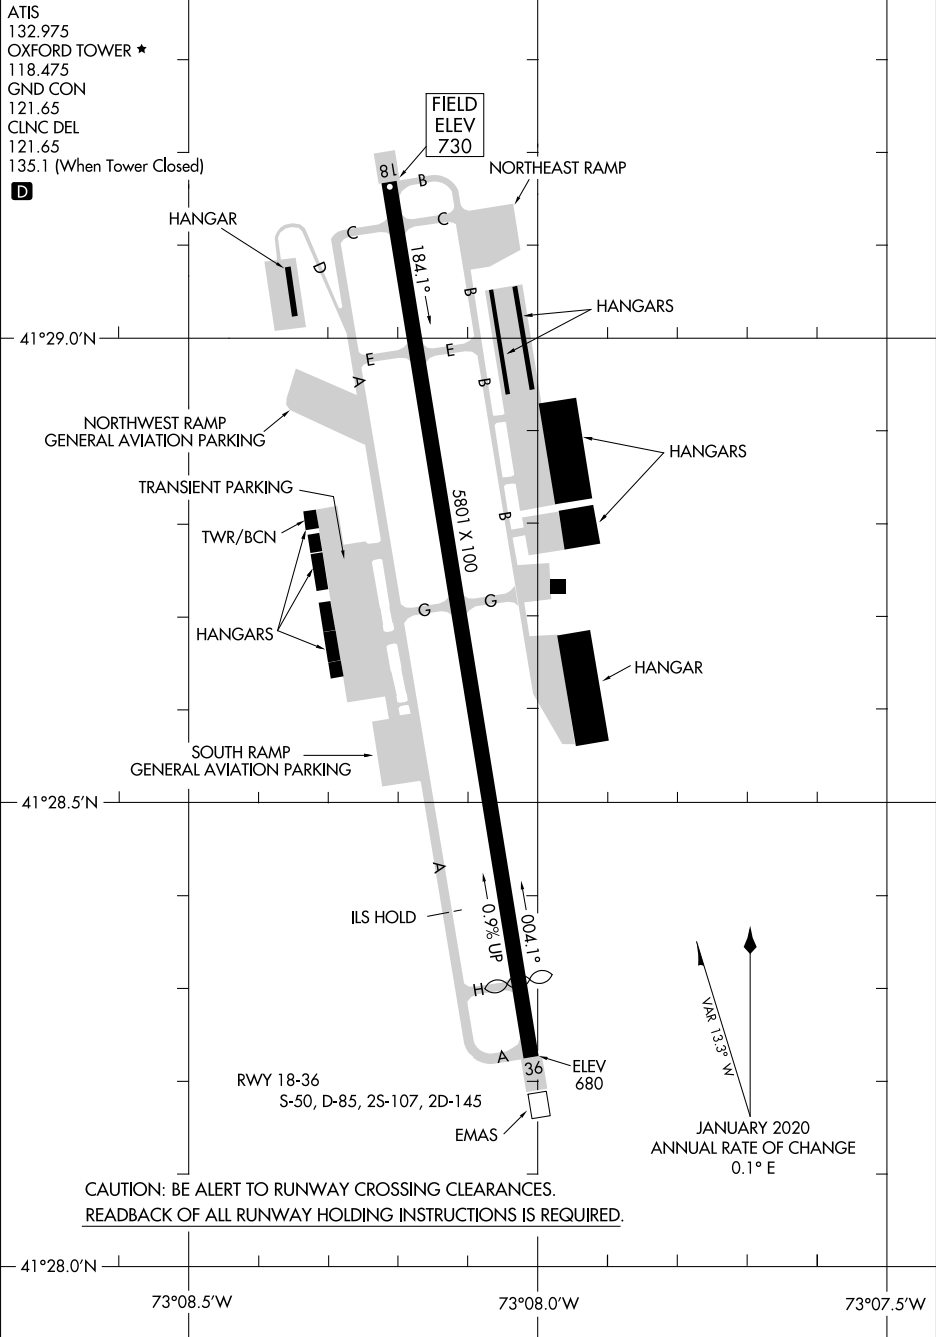 ATIS
132.975
OXFORD TOWER ★
118.475
GND CON
121.65
CLNC DEL
121.65
135.1 (When Tower Closed)
D
FIELD
ELEV
730
18
B
NORTHEAST RAMP
HANGAR
C
C
D
184.1°
B
HANGARS
41°29.0'N
E
E
A
B
NORTHWEST RAMP
GENERAL AVIATION PARKING
HANGARS
TRANSIENT PARKING
5801 X 100
B
TWR/BCN
G
G
HANGARS
HANGAR
SOUTH RAMP
GENERAL AVIATION PARKING
41°28.5'N
A
ILS HOLD
0.9% UP
004.1°
H
VAR 13.3° W
A
36
ELEV
680
RWY 18-36
S-50, D-85, 2S-107, 2D-145
EMAS
JANUARY 2020
ANNUAL RATE OF CHANGE
0.1° E
CAUTION: BE ALERT TO RUNWAY CROSSING CLEARANCES.
READBACK OF ALL RUNWAY HOLDING INSTRUCTIONS IS REQUIRED.
41°28.0'N
73°08.5'W
73°08.0'W
73°07.5'W